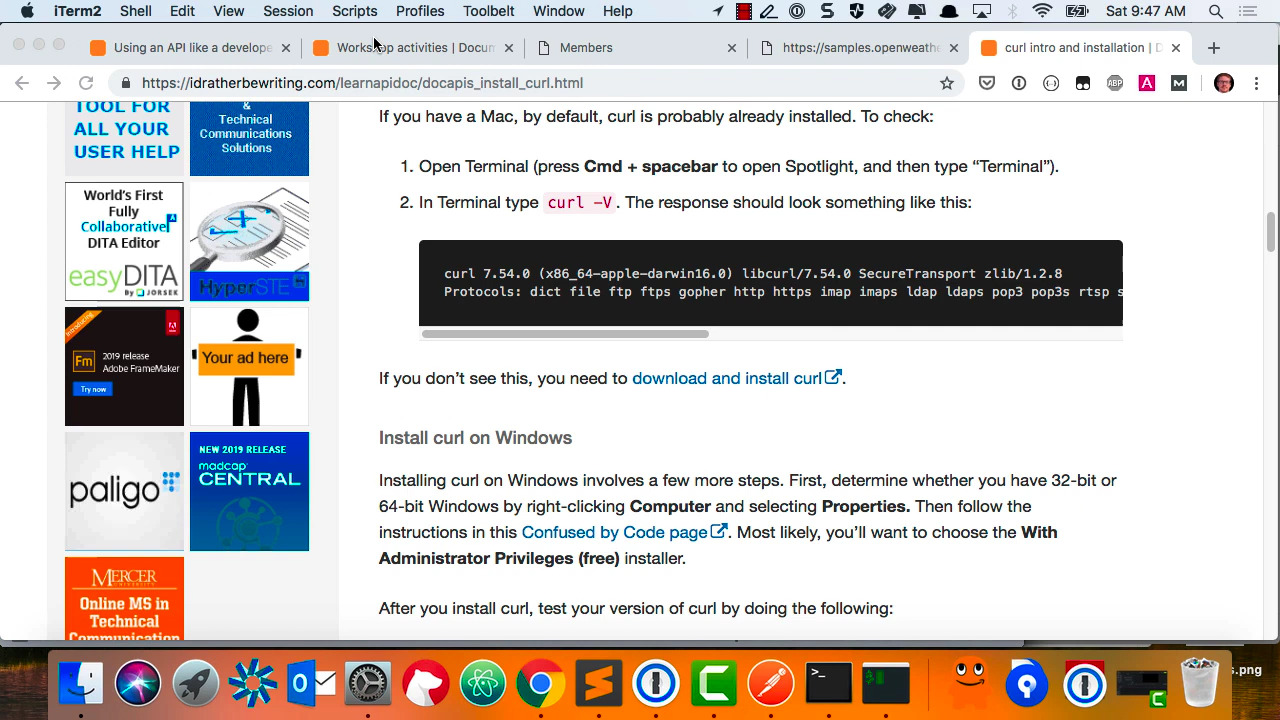 iTerm2 Shell Edit View Session Scripts Profiles Toolbelt Window Help Sat 9:47 AM
Using an API like a develope
Workshop activities | Docum
Members
https://samples.openweathe
curl intro and installation | D
https://idratherbewriting.com/learnapidoc/docapis_install_curl.html
ABP
TOOL FOR
ALL YOUR
USER HELP
&
Technical
Communications
Solutions
World's First
Fully
Collaborative
DITA Editor
easyDITA
By JORSEK
HyperSTE
Introducing
Fm
2019 release
Adobe FrameMaker
Try now
Your ad here
paligo
NEW 2019 RELEASE
madcap
CENTRAL
MERCER
UNIVERSITY
Online MS in
Technical
Communication
If you have a Mac, by default, curl is probably already installed. To check:
1. Open Terminal (press Cmd + spacebar to open Spotlight, and then type “Terminal”).
2. In Terminal type curl -V. The response should look something like this:
curl 7.54.0 (x86_64-apple-darwin16.0) libcurl/7.54.0 SecureTransport zlib/1.2.8
Protocols: dict file ftp ftps gopher http https imap imaps ldap ldaps pop3 pop3s rtsp s
If you don’t see this, you need to download and install curl.
Install curl on Windows
Installing curl on Windows involves a few more steps. First, determine whether you have 32-bit or
64-bit Windows by right-clicking Computer and selecting Properties. Then follow the
instructions in this Confused by Code page. Most likely, you’ll want to choose the With
Administrator Privileges (free) installer.
After you install curl, test your version of curl by doing the following:
s.png